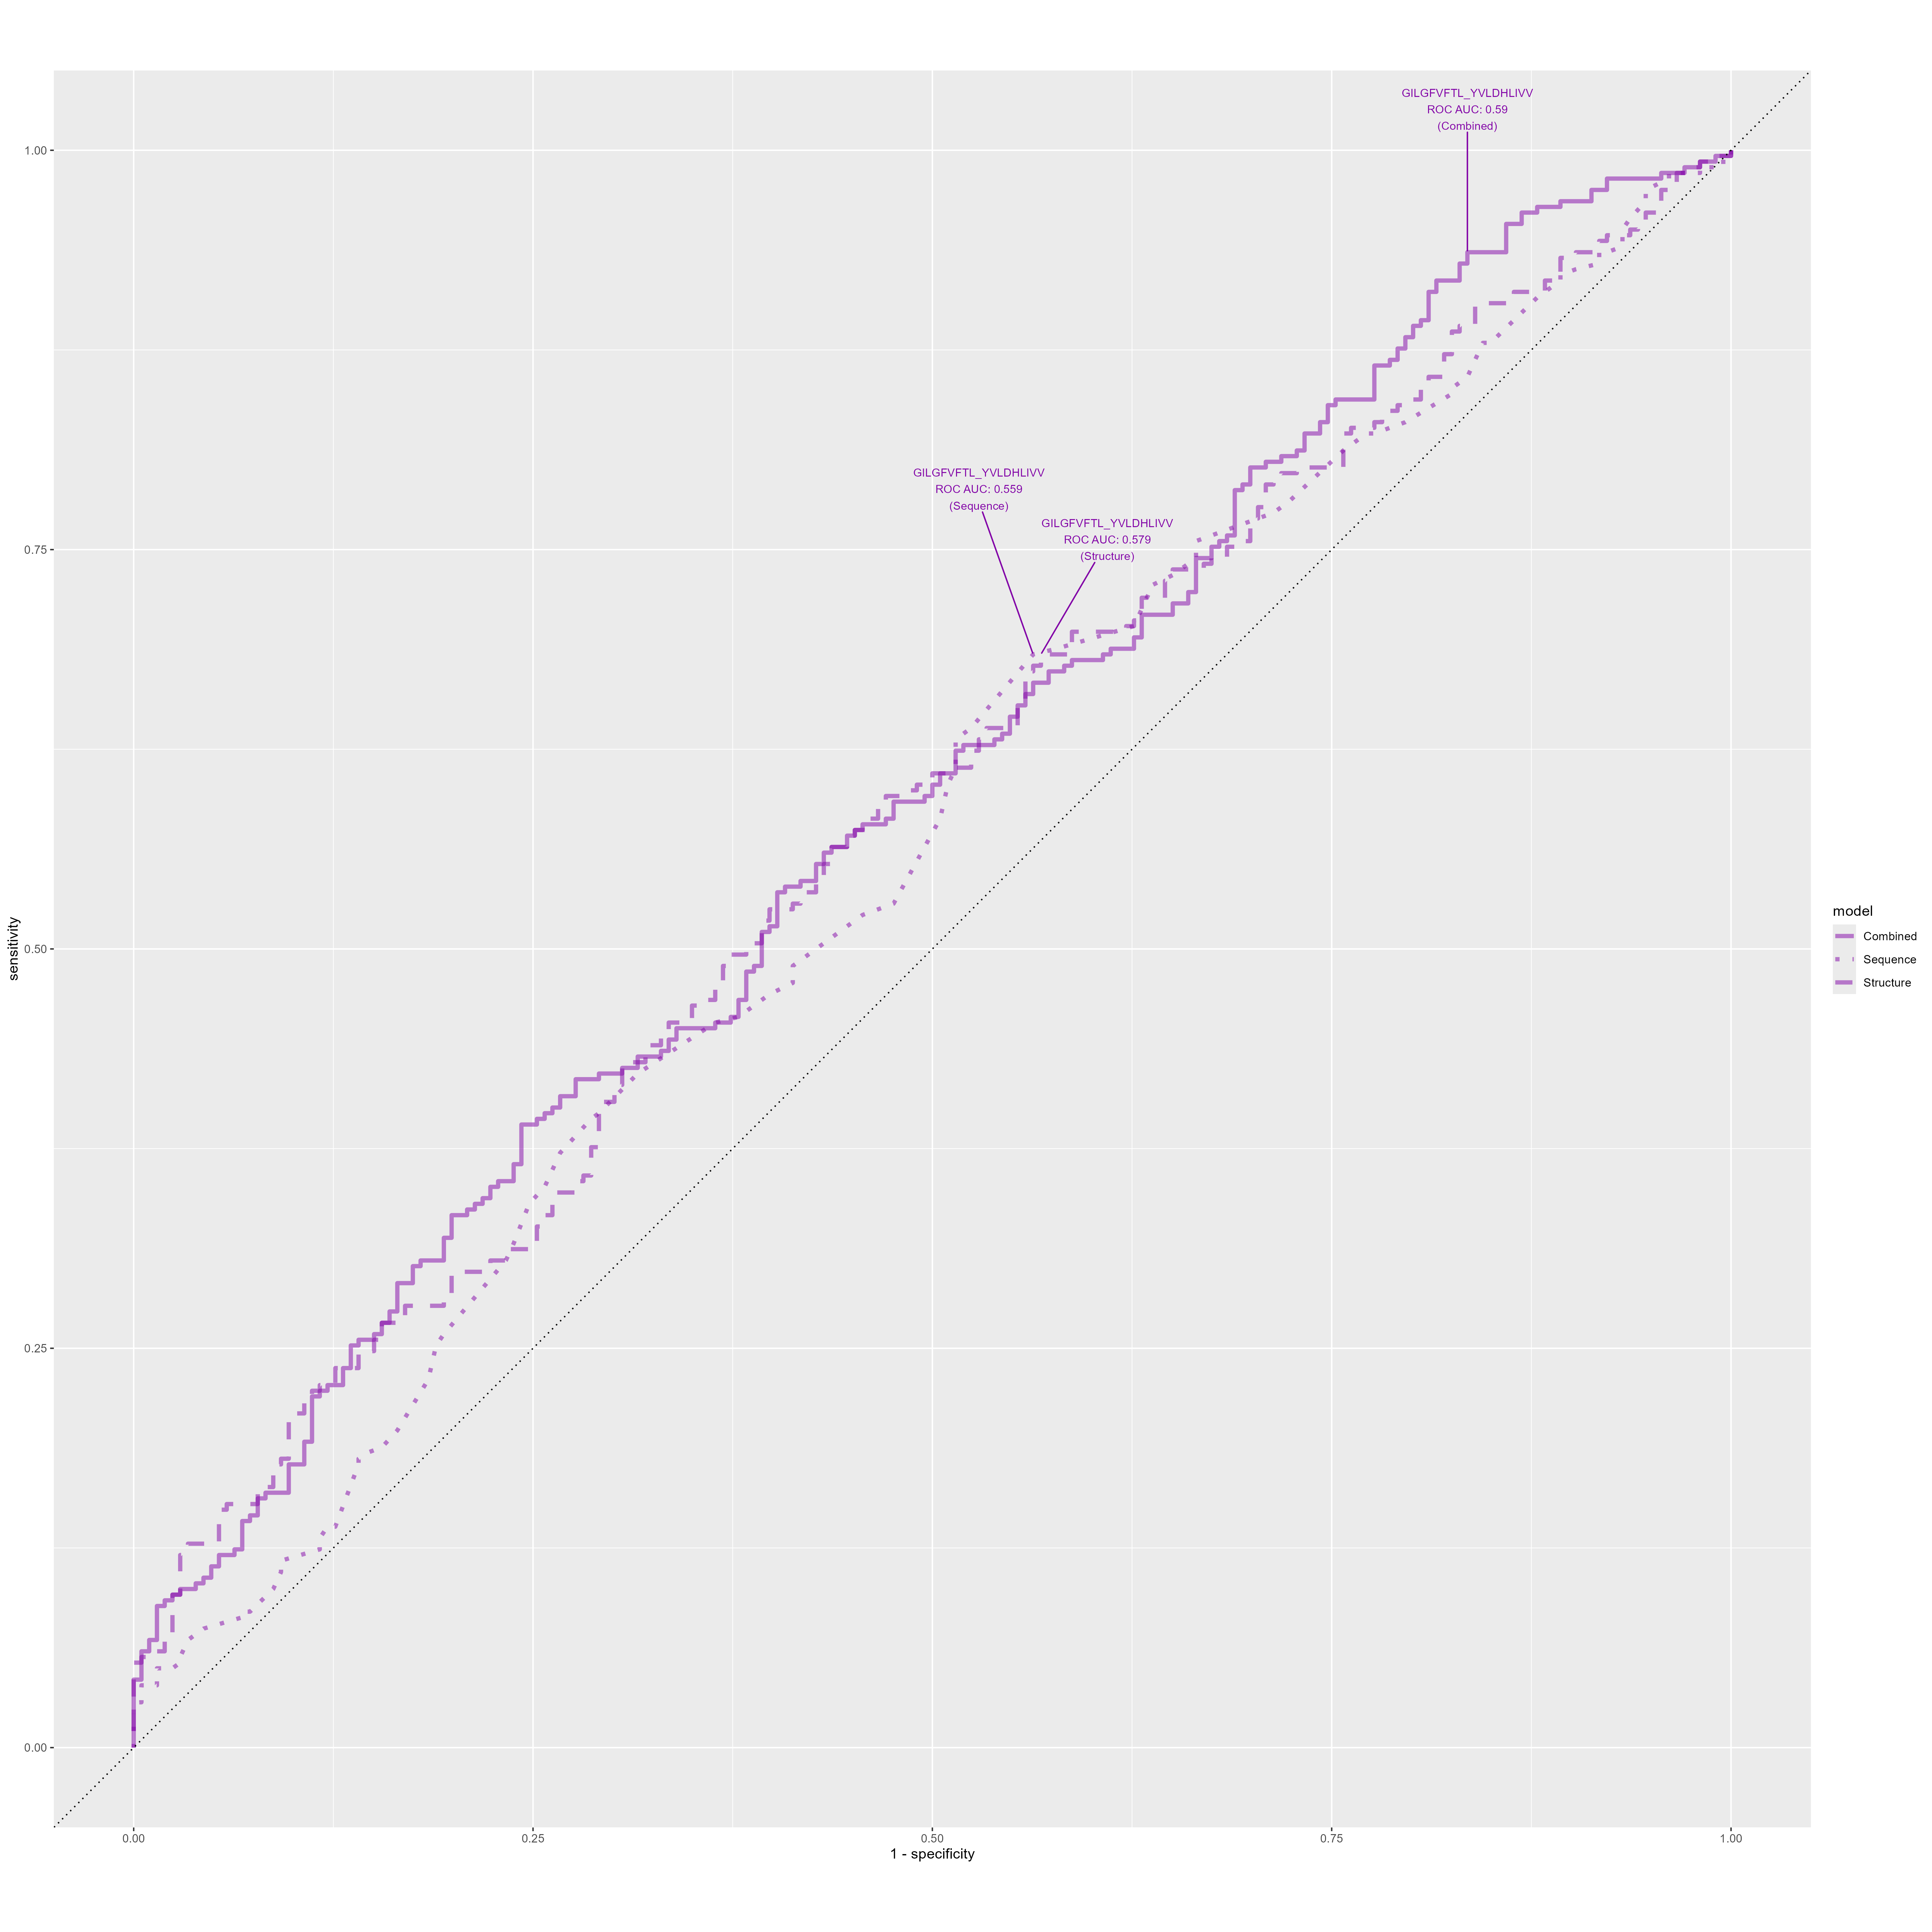 GILGFVFTL_YVLDHLIVV
ROC AUC: 0.59
(Combined)
GILGFVFTL_YVLDHLIVV
ROC AUC: 0.559
(Sequence)
GILGFVFTL_YVLDHLIVV
ROC AUC: 0.579
(Structure)
1.00
0.75
0.50
0.25
0.00
sensitivity
0.00
0.25
0.50
0.75
1.00
1 - specificity
model
Combined
Sequence
Structure